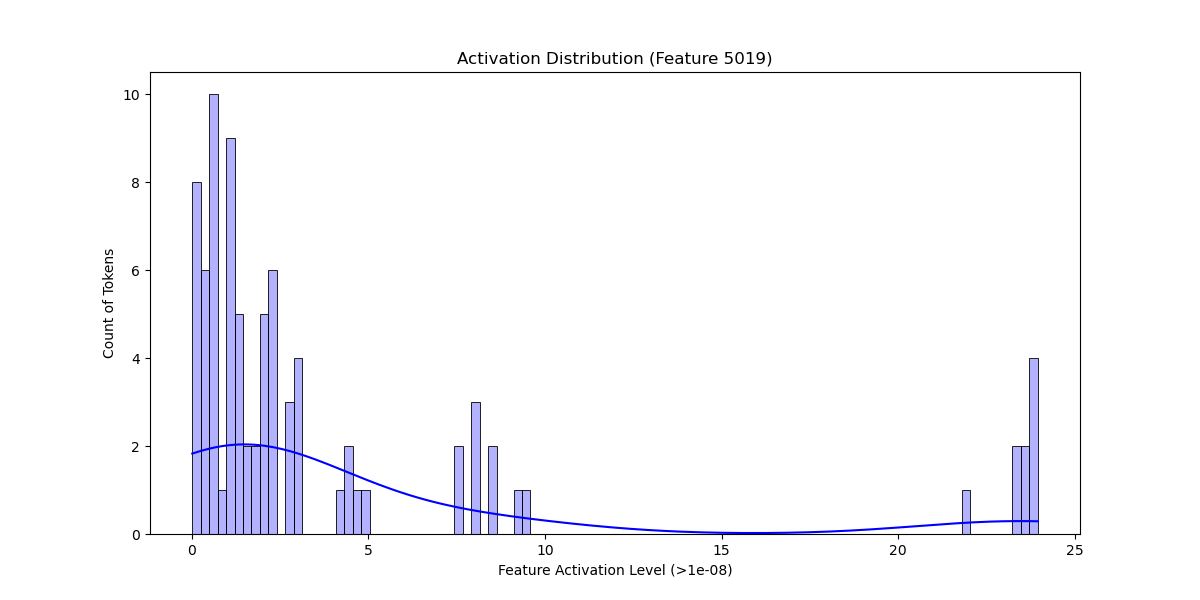 Activation Distribution (Feature 5019)
10
8
6
4
2
0
Count of Tokens
0 5 10 15 20 25
Feature Activation Level (>1e-08)